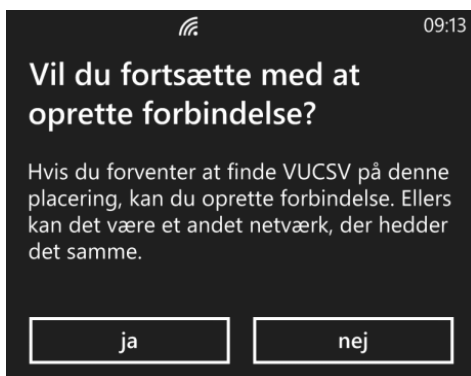 09:13
Vil du fortsætte med at
oprette forbindelse?
Hvis du forventer at finde VUCSV på denne
placering, kan du oprette forbindelse. Ellers
kan det være et andet netværk, der hedder
det samme.
ja
nej